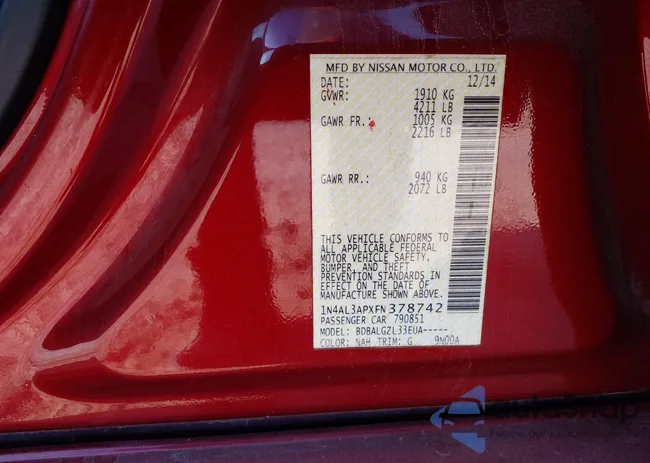 MFD BY NISSAN MOTOR CO., LTD.
DATE: 12/14
GVWR: 1910 KG
4211 LB
GAWR FR.: 1005 KG
2216 LB
GAWR RR.: 940 KG
2072 LB
THIS VEHICLE CONFORMS TO
ALL APPLICABLE FEDERAL
MOTOR VEHICLE SAFETY,
BUMPER, AND THEFT
PREVENTION STANDARDS IN
EFFECT ON THE DATE OF
MANUFACTURE SHOWN ABOVE.
1N4AL3APXFN378742
PASSENGER CAR 790851
MODEL: BDBALGZL33EUA-----
COLOR: NAH TRIM: G